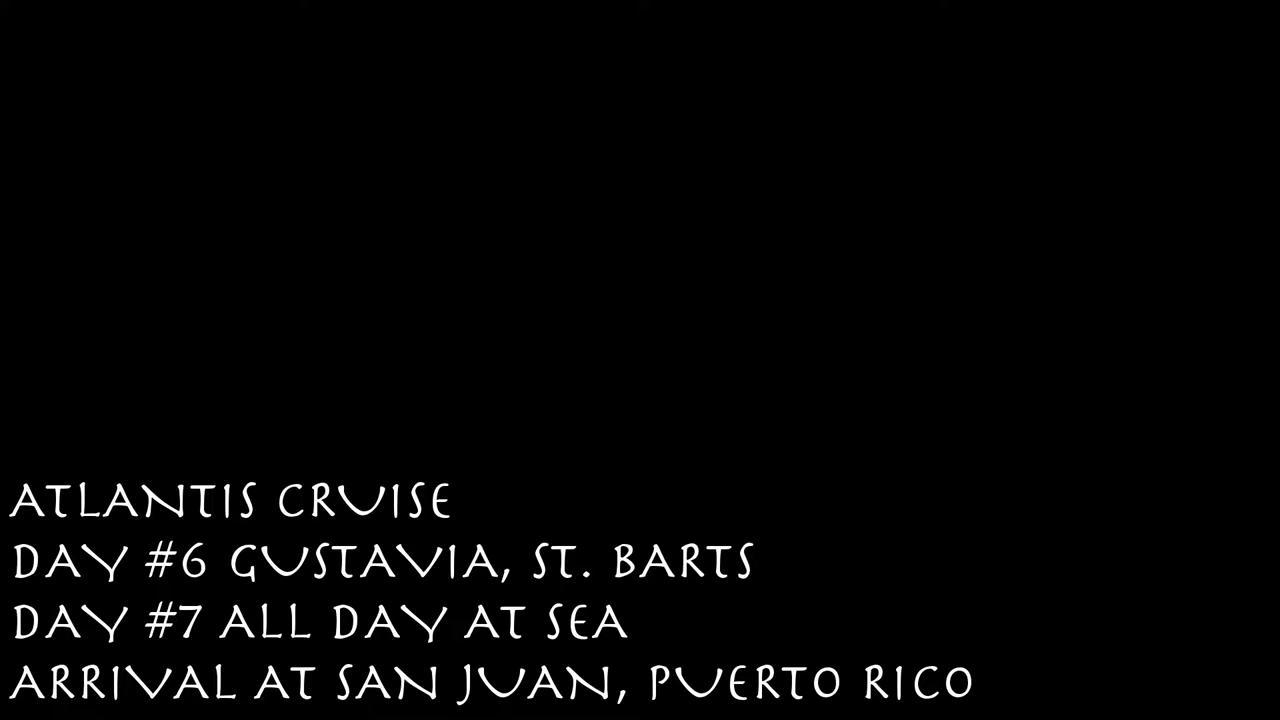 ATLANTIS CRUISE
DAY #6 GUSTAVIA, ST. BARTS
DAY #7 ALL DAY AT SEA
ARRIVAL AT SAN JUAN, PUERTO RICO